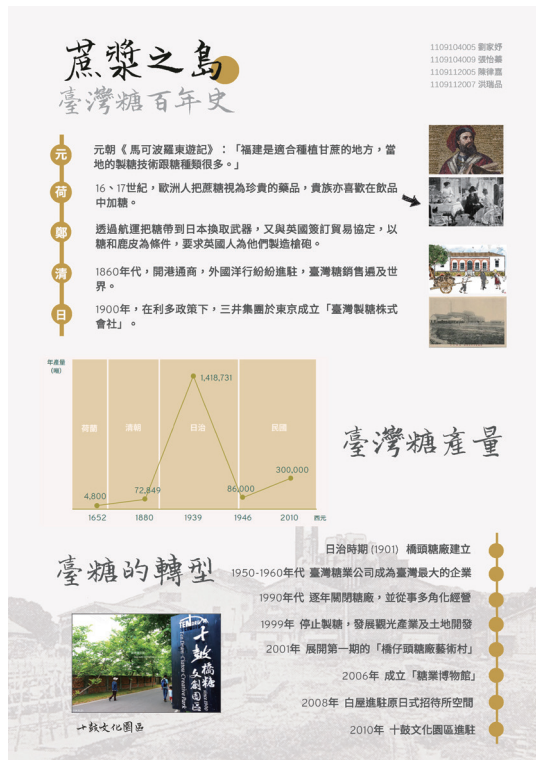 蔗漿之島
臺灣糖百年史
1109104005 劉家妤
1109104009 張怡蓁
1109112005 陳律嘉
1109112007 洪瑞品
元
元朝《 馬可波羅東遊記》：「福建是適合種植甘蔗的地方，當
地的製糖技術跟糖種類很多。」
荷
16、17世紀，歐洲人把蔗糖視為珍貴的藥品，貴族亦喜歡在飲品
中加糖。
鄭
透過航運把糖帶到日本換取武器，又與英國簽訂貿易協定，以
糖和鹿皮為條件，要求英國人為他們製造槍砲。
清
1860年代，開港通商，外國洋行紛紛進駐，臺灣糖銷售遍及世
界。
日
1900年，在利多政策下，三井集團於東京成立「臺灣製糖株式
會社」。
年產量
(噸)
荷蘭
清朝
日治
民國
4,800
72,849
1,418,731
86,000
300,000
1652
1880
1939
1946
2010
西元
臺灣糖產量
臺糖的轉型
日治時期 (1901) 橋頭糖廠建立
1950-1960年代 臺灣糖業公司成為臺灣最大的企業
1990年代 逐年關閉糖廠，並從事多角化經營
1999年 停止製糖，發展觀光產業及土地開發
2001年 展開第一期的「橋仔頭糖廠藝術村」
2006年 成立「糖業博物館」
2008年 白屋進駐原日式招待所空間
2010年 十鼓文化園區進駐
十鼓
橋糖
文創園區
十鼓文化園區